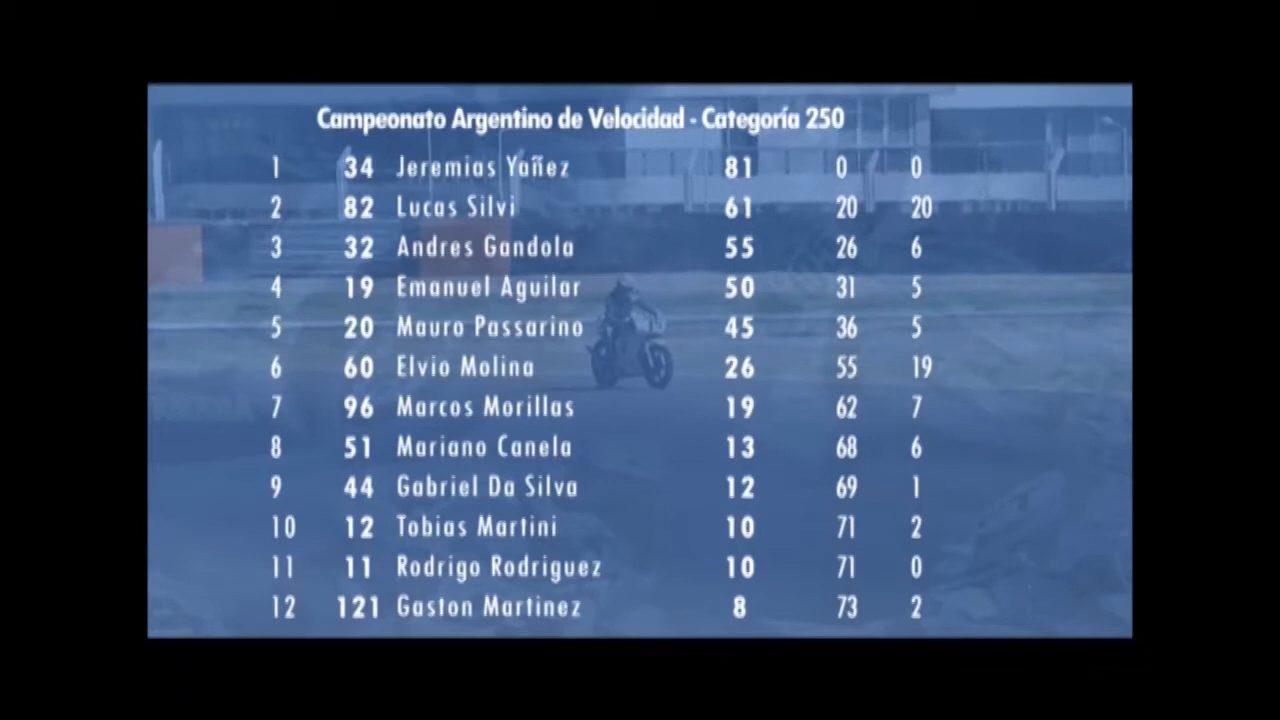 Campeonato Argentino de Velocidad - Categoría 250
1 34 Jeremias Yañez 81 0 0
2 82 Lucas Silvi 61 20 20
3 32 Andres Gandola 55 26 6
4 19 Emanuel Aguilar 50 31 5
5 20 Mauro Passarino 45 36 5
6 60 Elvio Molina 26 55 19
7 96 Marcos Morillas 19 62 7
8 51 Mariano Canela 13 68 6
9 44 Gabriel Da Silva 12 69 1
10 12 Tobias Martini 10 71 2
11 11 Rodrigo Rodriguez 10 71 0
12 121 Gaston Martinez 8 73 2